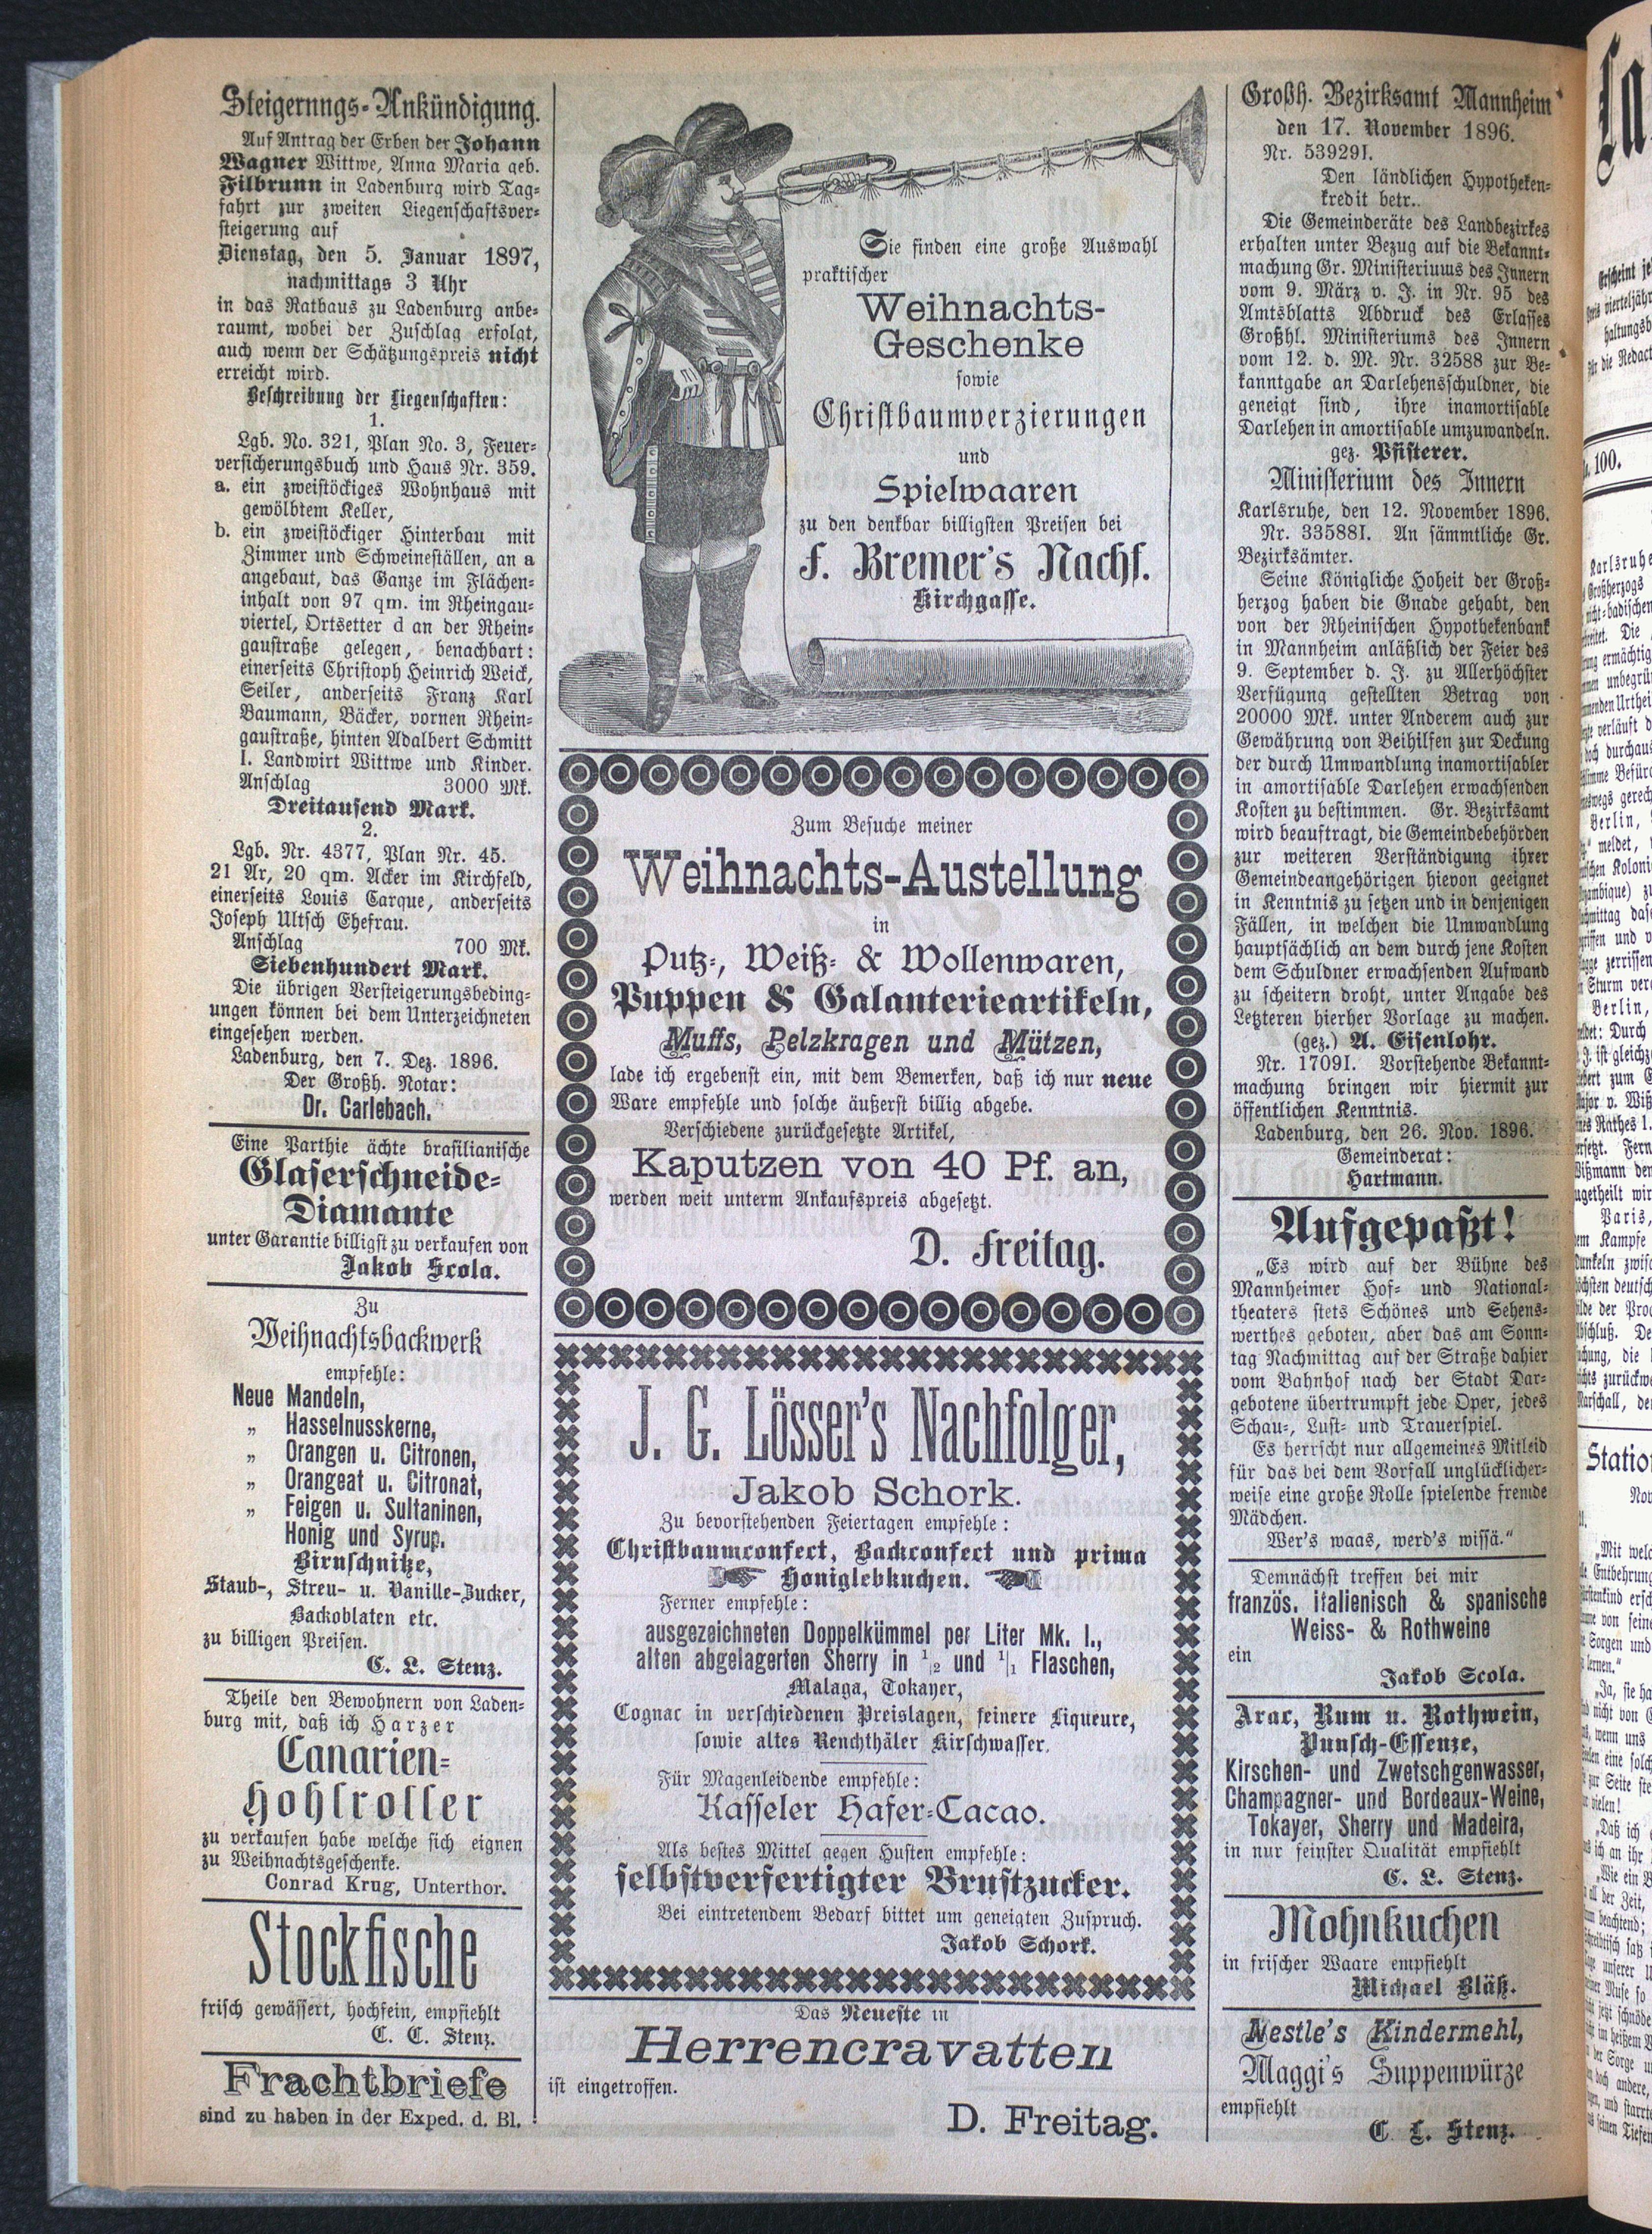 Steigerungs-Ankündigung.
Auf Antrag der Erben der Johann
Wagner Wittwe, Anna Maria geb.
Filbrunn in Ladenburg wird Tag-
fahrt zur zweiten Liegenschaftsver-
steigerung auf
Dienstag, den 5. Januar 1897,
nachmittags 3 Uhr
in das Rathaus zu Ladenburg anbe-
raumt, wobei der Zuschlag erfolgt,
auch wenn der Schätzungspreis nicht
erreicht wird.
Beschreibung der Liegenschaften:
1.
Lgb. No. 321, Plan No. 3, Feuer-
versicherungsbuch und Haus Nr. 359.
a. ein zweistöckiges Wohnhaus mit
gewölbtem Keller,
b. ein zweistöckiger Hinterbau mit
Zimmer und Schweineställen, an a
angebaut, das Ganze im Flächen-
inhalt von 97 qm. im Rheingau-
viertel, Ortsetter d an der Rhein-
gaustraße gelegen, benachbart:
einerseits Christoph Heinrich Weick,
Seiler, anderseits Franz Karl
Baumann, Bäcker, vornen Rhein-
gaustraße, hinten Adalbert Schmitt
I. Landwirt Wittwe und Kinder.
Anschlag 3000 Mk.
Dreitausend Mark.
2.
Lgb. Nr. 4377, Plan Nr. 45.
21 Ar, 20 qm. Acker im Kirchfeld,
einerseits Louis Carque, anderseits
Joseph Ultsch Ehefrau.
Anschlag 700 Mk.
Siebenhundert Mark.
Die übrigen Versteigerungsbeding-
ungen können bei dem Unterzeichneten
eingesehen werden.
Ladenburg, den 7. Dez. 1896.
Der Großh. Notar:
Dr. Carlebach.
Eine Parthie ächte brasilianische
Glaserschneide-
Diamante
unter Garantie billigst zu verkaufen von
Jakob Scola.
Zu
Weihnachtsbackwerk
empfehle:
Neue Mandeln,
„ Hasselnusskerne,
„ Orangen u. Citronen,
„ Orangeat u. Citronat,
„ Feigen u. Sultaninen,
Honig und Syrup.
Birnschnitze,
Staub-, Streu- u. Vanille-Zucker,
Backoblaten etc.
zu billigen Preisen.
C. L. Stenz.
Theile den Bewohnern von Laden-
burg mit, daß ich Harzer
Canarien-
Hohlroller
zu verkaufen habe welche sich eignen
zu Weihnachtsgeschenke.
Conrad Krug, Unterthor.
Stockfische
frisch gewässert, hochfein, empfiehlt
C. C. Stenz.
Frachtbriefe
sind zu haben in der Exped. d. Bl.
Sie finden eine große Auswahl
praktischer
Weihnachts-
Geschenke
sowie
Christbaumverzierungen
und
Spielwaaren
zu den denkbar billigsten Preisen bei
F. Bremer's Nachf.
Kirchgasse.
Zum Besuche meiner
Weihnachts-Austellung
in
Putz-, Weiß- & Wollenwaren,
Puppen & Galanterieartikeln,
Muffs, Pelzkragen und Mützen,
lade ich ergebenst ein, mit dem Bemerken, daß ich nur neue
Ware empfehle und solche äußerst billig abgebe.
Verschiedene zurückgesetzte Artikel,
Kaputzen von 40 Pf. an,
werden weit unterm Ankaufspreis abgesetzt.
D. Freitag.
J. G. Lösser's Nachfolger,
Jakob Schork.
Zu bevorstehenden Feiertagen empfehle:
Christbaumconfect, Backconfect und prima
Honiglebkuchen.
Ferner empfehle:
ausgezeichneten Doppelkümmel per Liter Mk. I.,
alten abgelagerten Sherry in 1/2 und 1/1 Flaschen,
Malaga, Tokayer,
Cognac in verschiedenen Preislagen, feinere Liqueure,
sowie altes Renchthäler Kirschwasser.
Für Magenleidende empfehle:
Kasseler Hafer-Cacao.
Als bestes Mittel gegen Husten empfehle:
selbstverfertigter Brustzucker.
Bei eintretendem Bedarf bittet um geneigten Zuspruch.
Jakob Schork.
Das Neueste in
Herrencravatten
ist eingetroffen.
D. Freitag.
Großh. Bezirksamt Mannheim
den 17. November 1896.
Nr. 53929I.
Den ländlichen Hypotheken-
kredit betr.
Die Gemeinderäte des Landbezirkes
erhalten unter Bezug auf die Bekannt-
machung Gr. Ministeriums des Innern
vom 9. März v. J. in Nr. 95 des
Amtsblatts Abdruck des Erlasses
Großhl. Ministeriums des Innern
vom 12. d. M. Nr. 32588 zur Be-
kanntgabe an Darlehensschuldner, die
geneigt sind, ihre inamortisable
Darlehen in amortisable umzuwandeln.
gez. Pfisterer.
Ministerium des Innern
Karlsruhe, den 12. November 1896.
Nr. 33588I. An sämmtliche Gr.
Bezirksämter.
Seine Königliche Hoheit der Groß-
herzog haben die Gnade gehabt, den
von der Rheinischen Hypothekenbank
in Mannheim anläßlich der Feier des
9. September d. J. zu Allerhöchster
Verfügung gestellten Betrag von
20000 Mk. unter Anderem auch zur
Gewährung von Beihilfen zur Deckung
der durch Umwandlung inamortisabler
in amortisable Darlehen erwachsenden
Kosten zu bestimmen. Gr. Bezirksamt
wird beauftragt, die Gemeindebehörden
zur weiteren Verständigung ihrer
Gemeindeangehörigen hievon geeignet
in Kenntnis zu setzen und in denjenigen
Fällen, in welchen die Umwandlung
hauptsächlich an dem durch jene Kosten
dem Schuldner erwachsenden Aufwand
zu scheitern droht, unter Angabe des
Letzteren hierher Vorlage zu machen.
(gez.) A. Eisenlohr.
Nr. 1709I. Vorstehende Bekannt-
machung bringen wir hiermit zur
öffentlichen Kenntnis.
Ladenburg, den 26. Nov. 1896.
Gemeinderat:
Hartmann.
Aufgepaßt!
„Es wird auf der Bühne des
Mannheimer Hof- und National-
theaters stets Schönes und Sehens-
werthes geboten, aber das am Sonn-
tag Nachmittag auf der Straße dahier
vom Bahnhof nach der Stadt Dar-
gebotene übertrumpft jede Oper, jedes
Schau-, Lust- und Trauerspiel.
Es herrscht nur allgemeines Mitleid
für das bei dem Vorfall unglücklicher-
weise eine große Rolle spielende fremde
Mädchen.
Wer's waas, werd's wissä.“
Demnächst treffen bei mir
französ. italienisch & spanische
Weiss- & Rothweine
ein
Jakob Scola.
Arac, Rum u. Rothwein,
Punsch-Essenze,
Kirschen- und Zwetschgenwasser,
Champagner- und Bordeaux-Weine,
Tokayer, Sherry und Madeira,
in nur feinster Qualität empfiehlt
C. L. Stenz.
Mohnkuchen
in frischer Waare empfiehlt
Michael Bläß.
Nestle's Kindermehl,
Maggi's Suppenwürze
empfiehlt
C. L. Stenz.